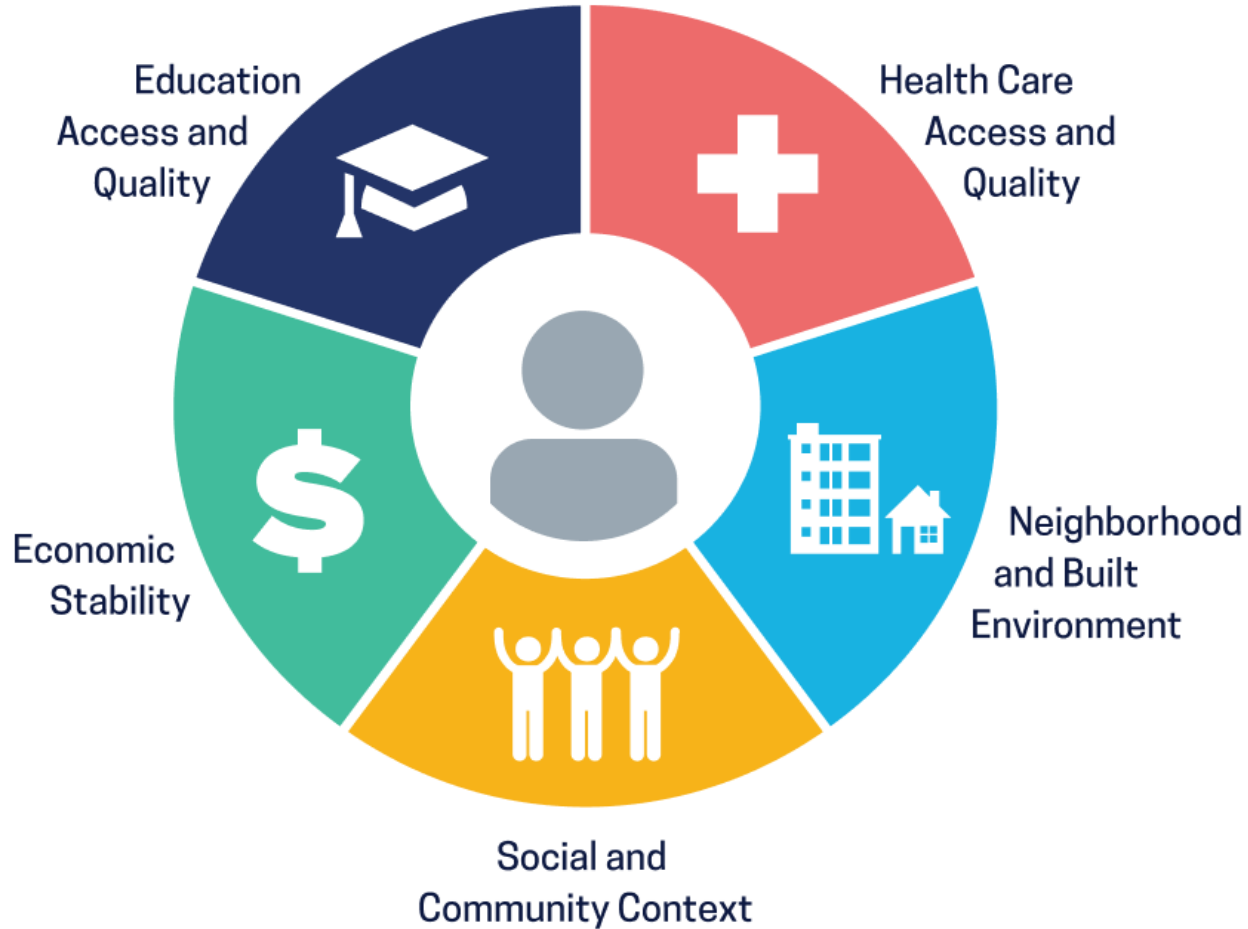 Education
Access and
Quality
Health Care
Access and
Quality
Economic
Stability
Neighborhood
and Built
Environment
Social and
Community Context